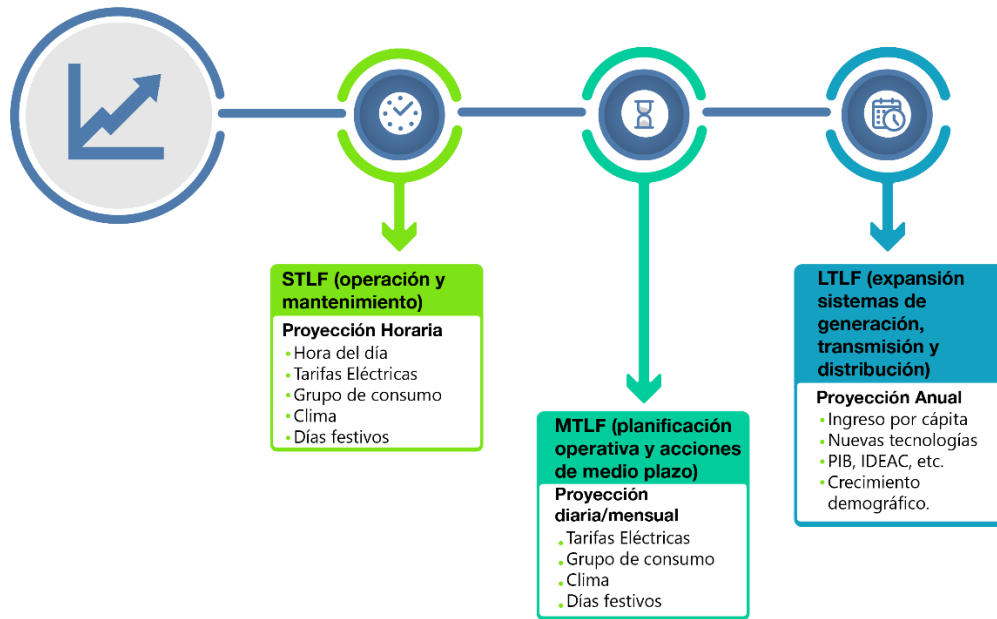 STLF (operación y
mantenimiento)
Proyección Horaria
• Hora del día
• Tarifas Eléctricas
• Grupo de consumo
• Clima
• Días festivos
MTLF (planificación
operativa y acciones
de medio plazo)
Proyección
diaria/mensual
• Tarifas Eléctricas
• Grupo de consumo
• Clima
• Días festivos
LTLF (expansión
sistemas de
generación,
transmisión y
distribución)
Proyección Anual
• Ingreso por cápita
• Nuevas tecnologías
• PIB, IDEAC, etc.
• Crecimiento
demográfico.